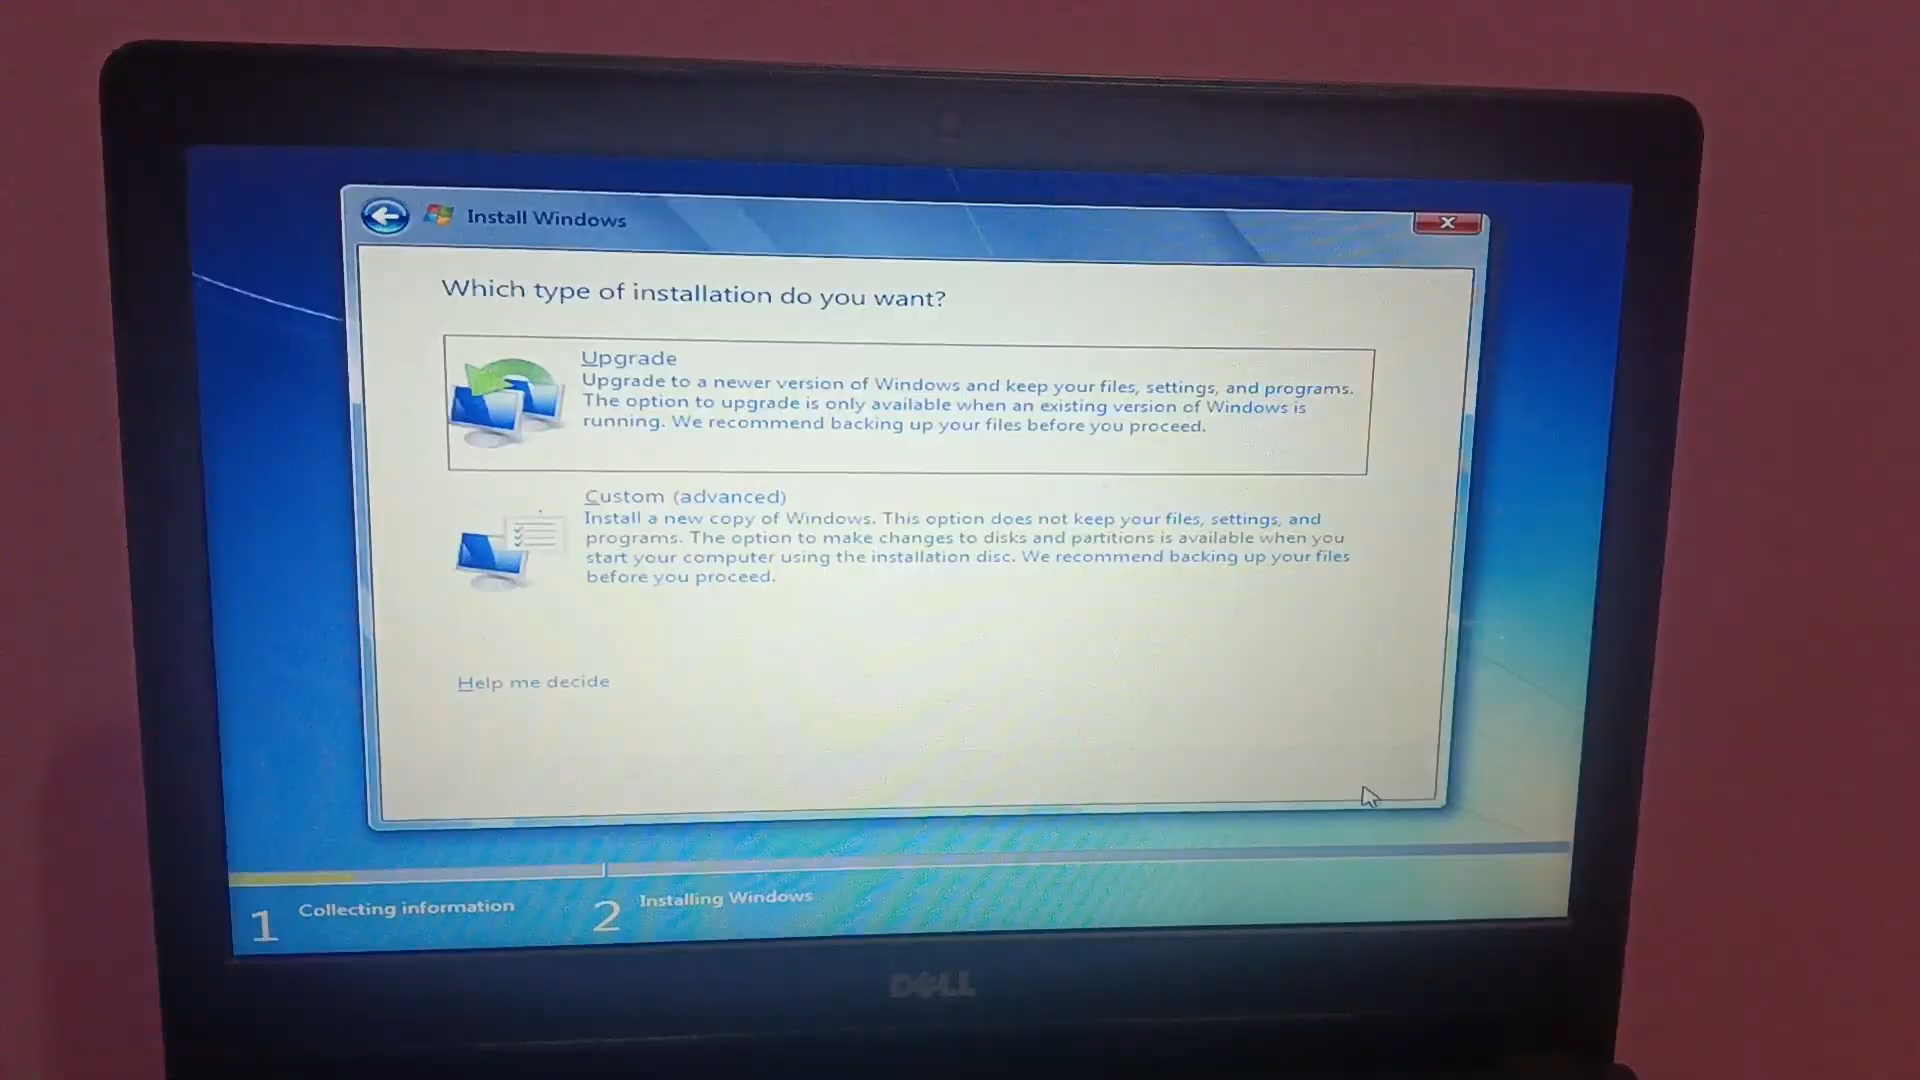 Install Windows
Which type of installation do you want?
Upgrade
Upgrade to a newer version of Windows and keep your files, settings, and programs.
The option to upgrade is only available when an existing version of Windows is
running. We recommend backing up your files before you proceed.
Custom (advanced)
Install a new copy of Windows. This option does not keep your files, settings, and
programs. The option to make changes to disks and partitions is available when you
start your computer using the installation disc. We recommend backing up your files
before you proceed.
Help me decide
1 Collecting information
2 Installing Windows
DELL